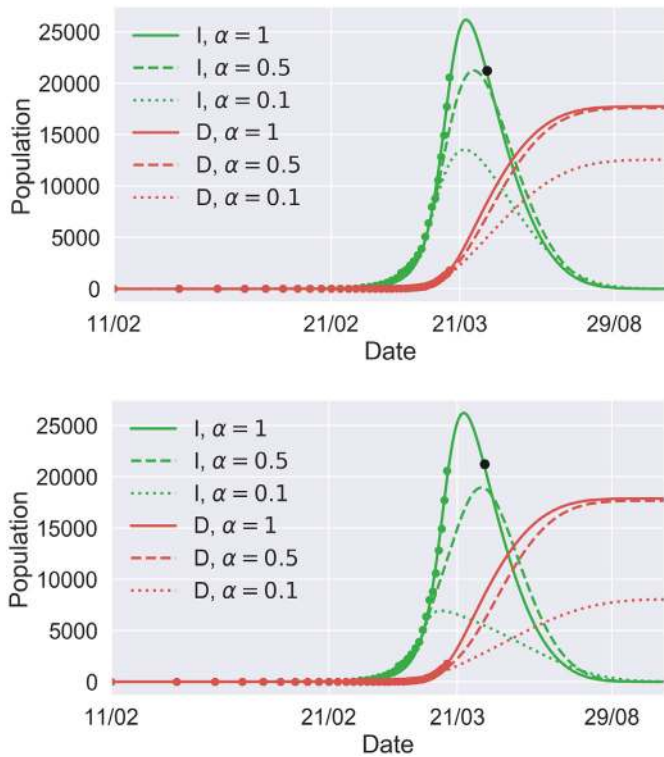 I, α = 1
I, α = 0.5
I, α = 0.1
D, α = 1
D, α = 0.5
D, α = 0.1
Population
25000
20000
15000
10000
5000
0
11/02 21/02 21/03 29/08
Date
I, α = 1
I, α = 0.5
I, α = 0.1
D, α = 1
D, α = 0.5
D, α = 0.1
Population
25000
20000
15000
10000
5000
0
11/02 21/02 21/03 29/08
Date